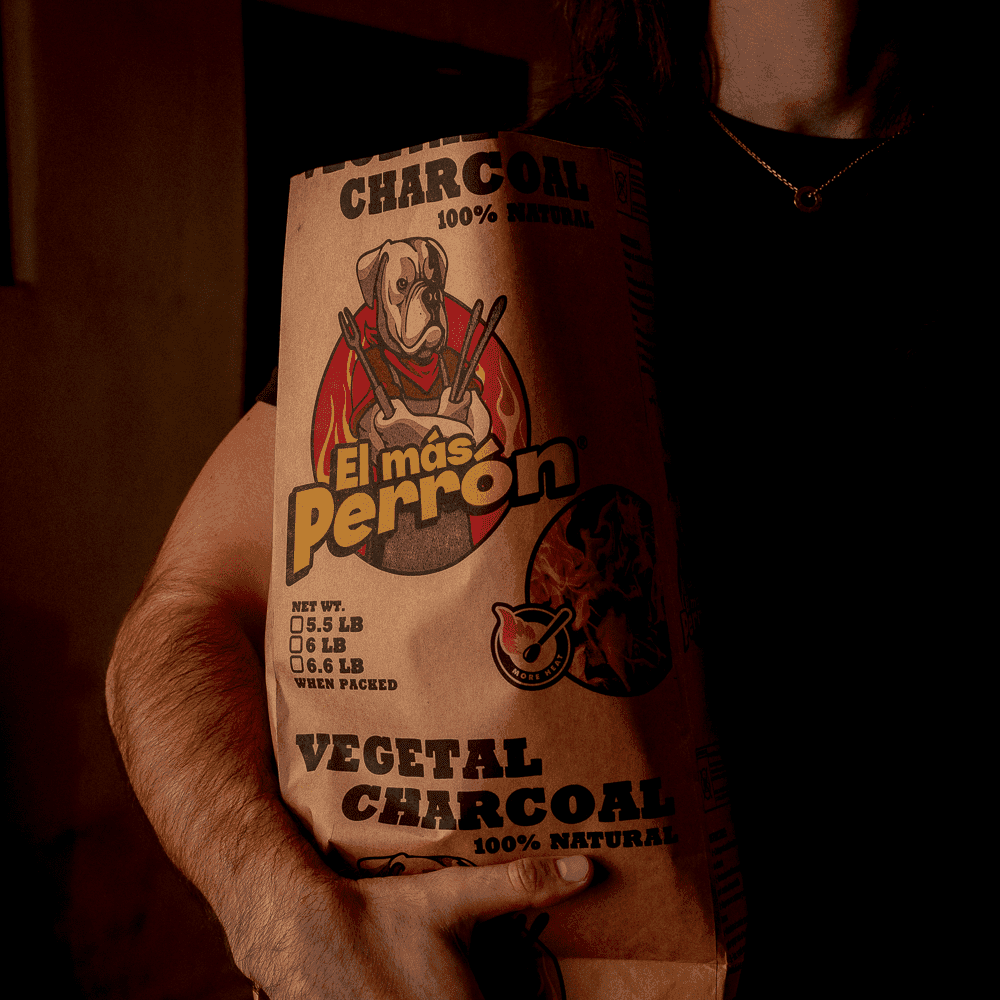 CHARCOAL
100% NATURAL
El más
Perrón
NET WT.
5.5 LB
6 LB
6.6 LB
WHEN PACKED
MORE HEAT
VEGETAL
CHARCOAL
100% NATURAL